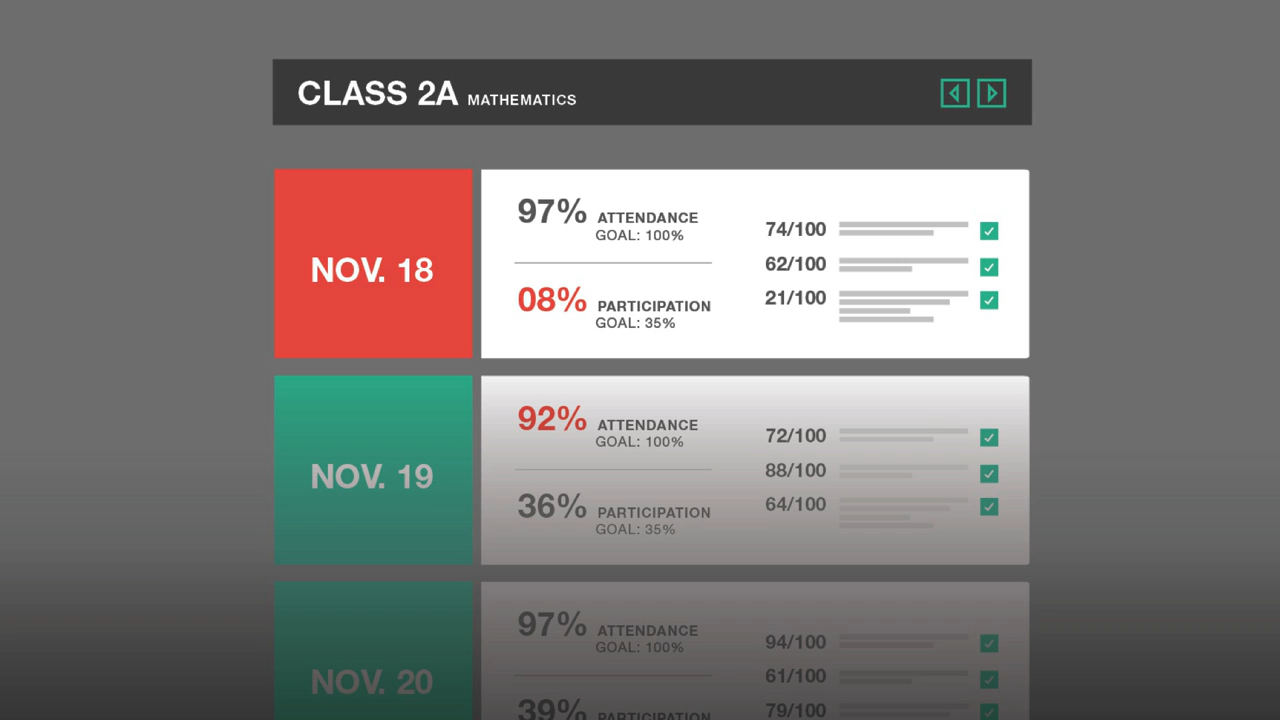 CLASS 2A MATHEMATICS
NOV. 18
97% ATTENDANCE
GOAL: 100%
08% PARTICIPATION
GOAL: 35%
74/100
62/100
21/100
NOV. 19
92% ATTENDANCE
GOAL: 100%
36% PARTICIPATION
GOAL: 35%
72/100
88/100
64/100
NOV. 20
97% ATTENDANCE
GOAL: 100%
39% PARTICIPATION
94/100
61/100
79/100